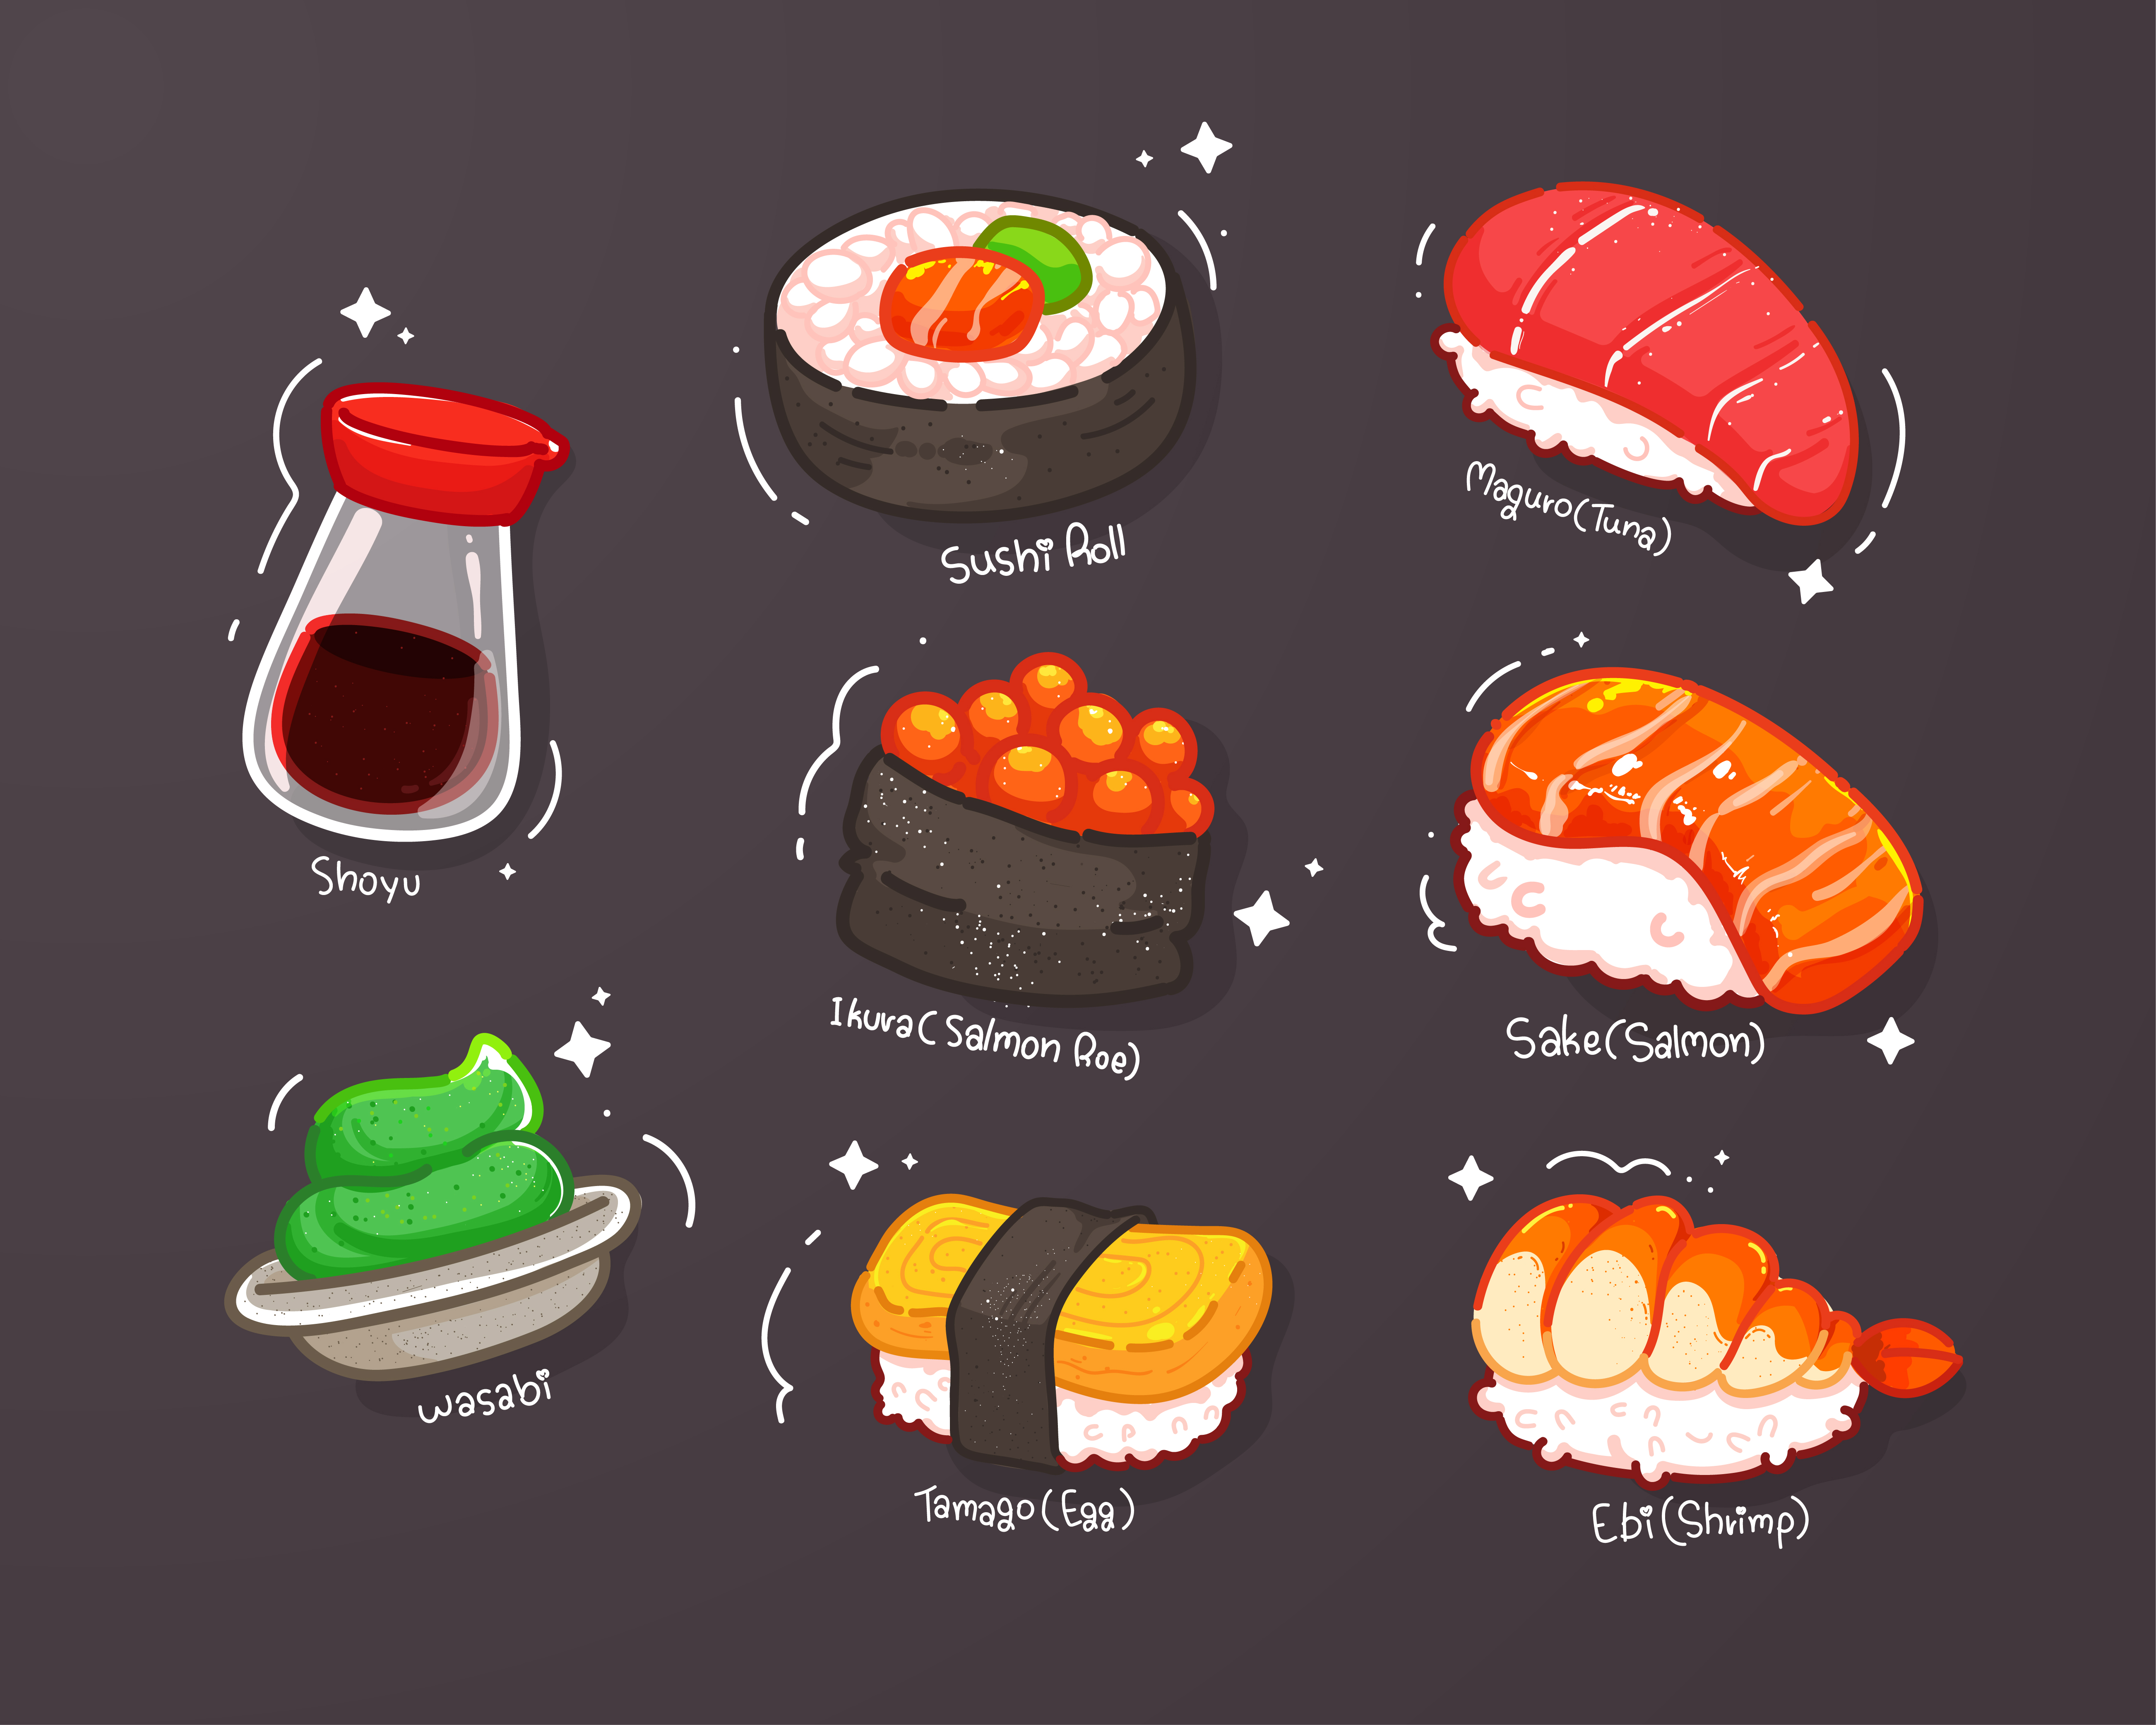 Sushi Roll
Maguro(Tuna)
Shoyu
Ikura(Salmon Roe)
Sake(Salmon)
wasabi
Tamago(Egg)
Ebi(Shrimp)